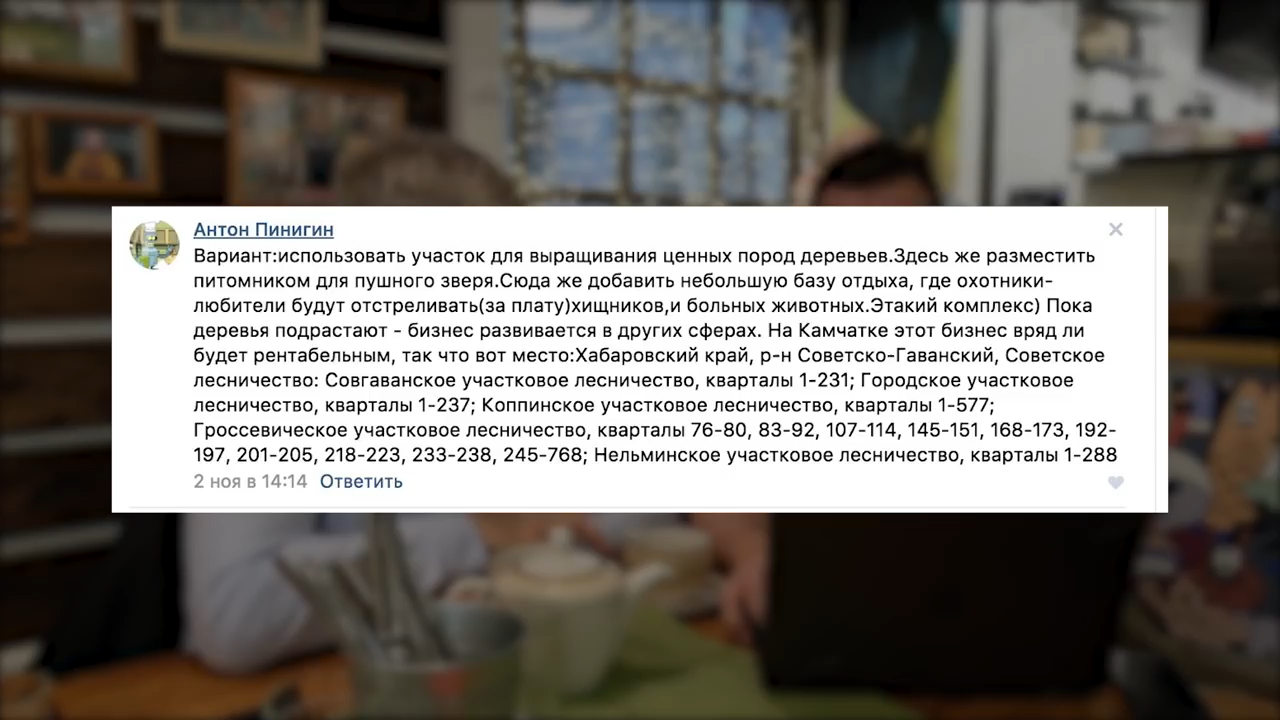 Антон Пинигин
Вариант:использовать участок для выращивания ценных пород деревьев.Здесь же разместить
питомником для пушного зверя.Сюда же добавить небольшую базу отдыха, где охотники-
любители будут отстреливать(за плату)хищников,и больных животных.Этакий комплекс) Пока
деревья подрастают - бизнес развивается в других сферах. На Камчатке этот бизнес вряд ли
будет рентабельным, так что вот место:Хабаровский край, р-н Советско-Гаванский, Советское
лесничество: Совгаванское участковое лесничество, кварталы 1-231; Городское участковое
лесничество, кварталы 1-237; Коппинское участковое лесничество, кварталы 1-577;
Гроссевическое участковое лесничество, кварталы 76-80, 83-92, 107-114, 145-151, 168-173, 192-
197, 201-205, 218-223, 233-238, 245-768; Нельминское участковое лесничество, кварталы 1-288
2 ноя в 14:14 Ответить